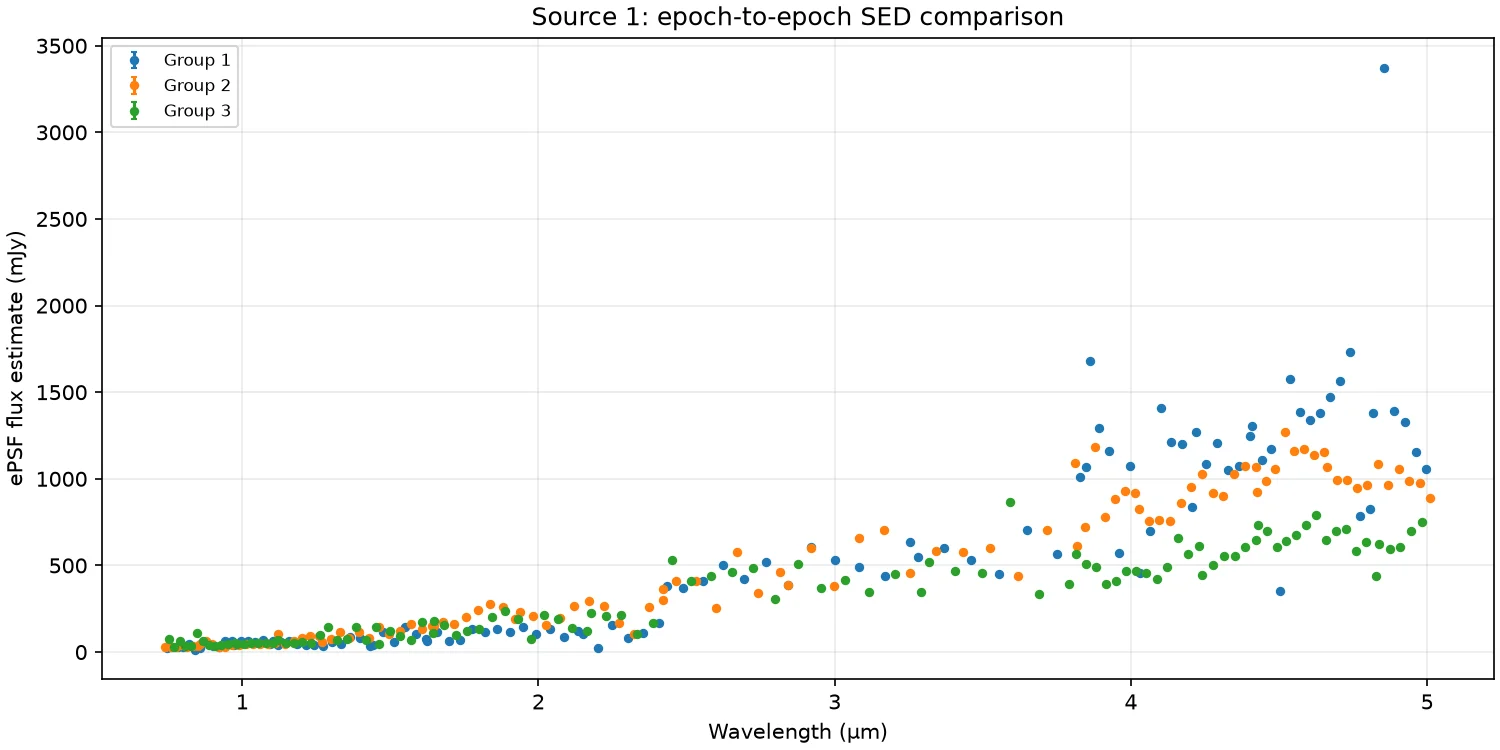 Source 1: epoch-to-epoch SED comparison
Group 1
Group 2
Group 3
ePSF flux estimate (mJy)
3500
3000
2500
2000
1500
1000
500
0
1 2 3 4 5
Wavelength (µm)